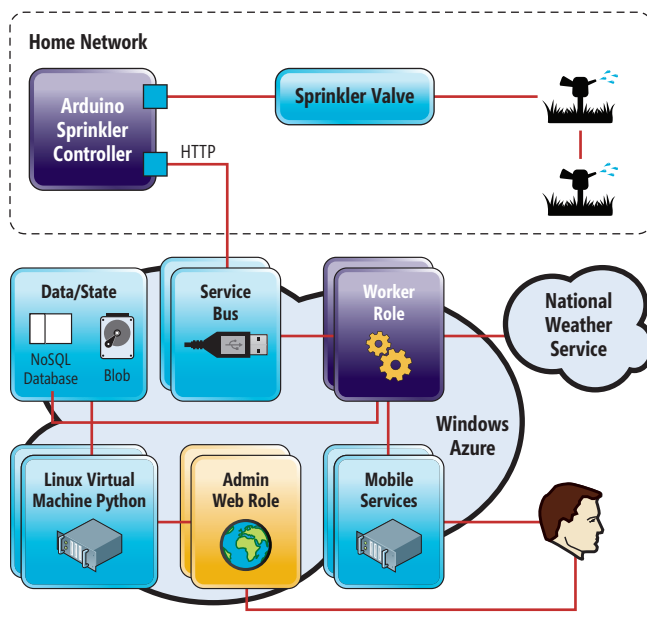 Home Network
Arduino
Sprinkler
Controller
Sprinkler Valve
HTTP
Data/State
NoSQL
Database
Blob
Service
Bus
Worker
Role
National
Weather
Service
Windows
Azure
Linux Virtual
Machine Python
Admin
Web Role
Mobile
Services